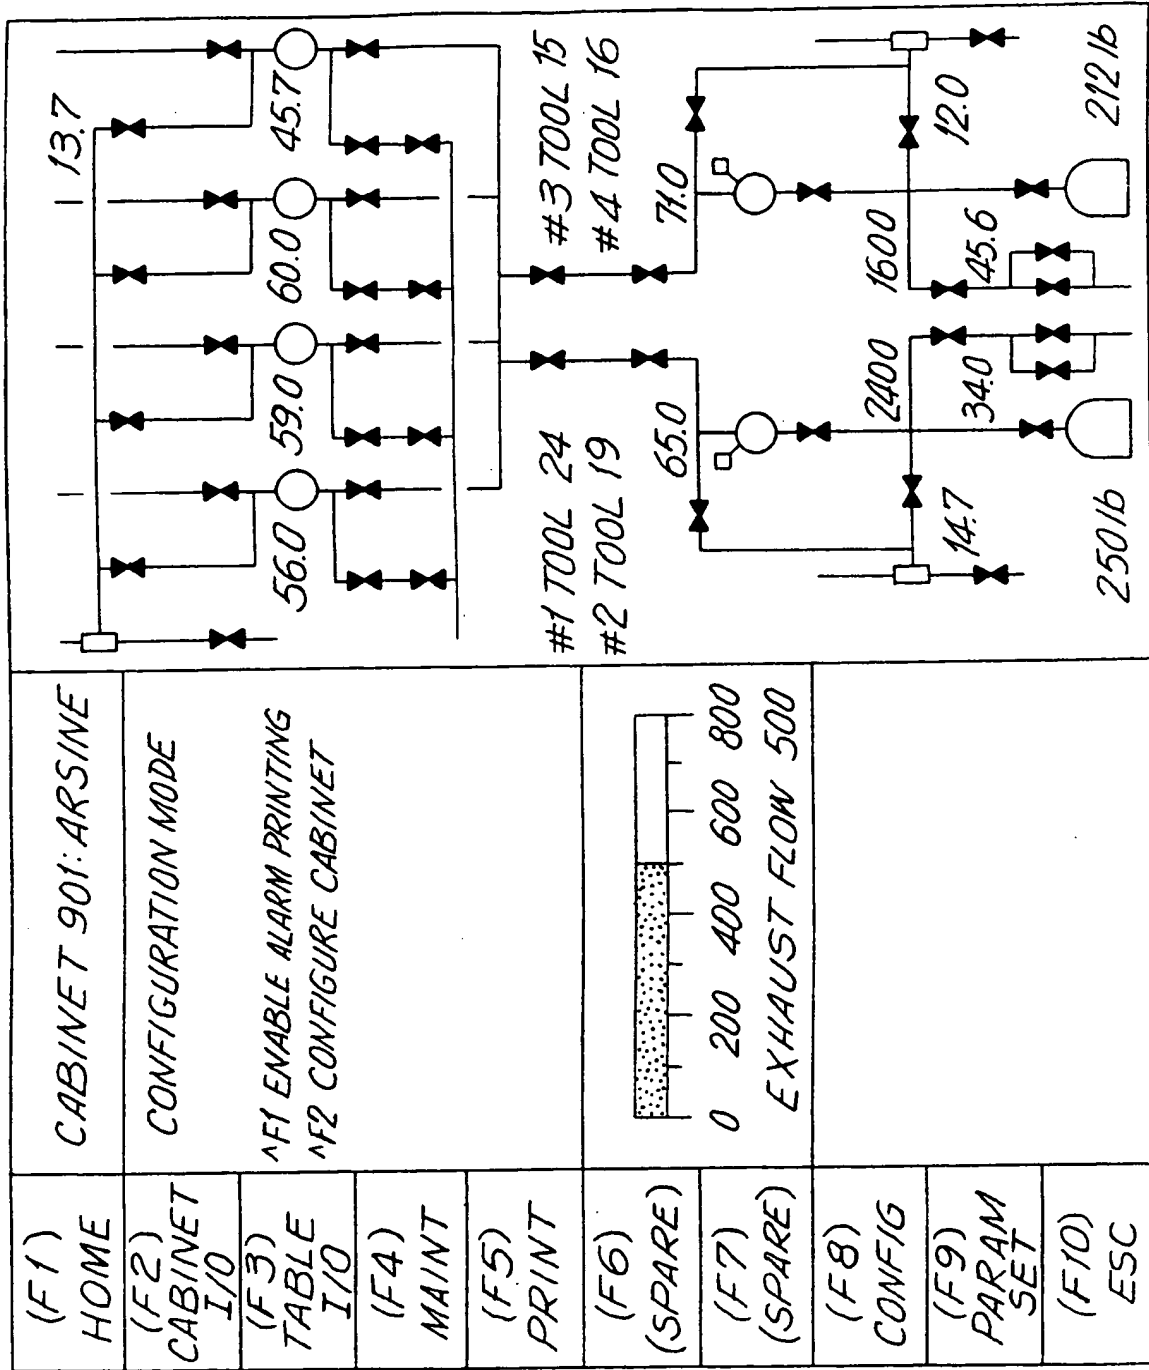 (F1)
HOME
(F2)
CABINET
I/O
(F3)
TABLE
I/O
(F4)
MAINT
(F5)
PRINT
(F6)
(SPARE)
(F7)
(SPARE)
(F8)
CONFIG
(F9)
PARAM
SET
(F10)
ESC
CABINET 901: ARSINE
CONFIGURATION MODE
^F1 ENABLE ALARM PRINTING
^F2 CONFIGURE CABINET
0 200 400 600 800
EXHAUST FLOW 500
13.7
56.0 59.0 60.0 45.7
#1 TOOL 24
#2 TOOL 19
#3 TOOL 15
#4 TOOL 16
65.0 71.0
2400 1600
14.7 34.0 45.6 12.0
250 lb 212 lb